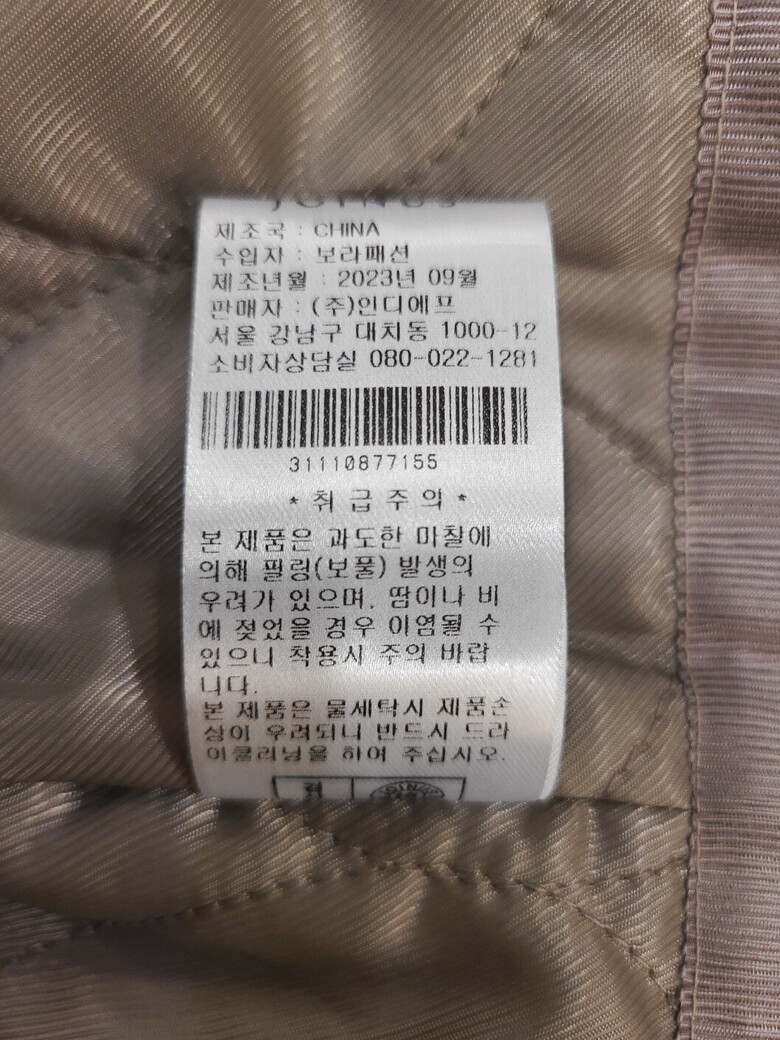 제조국 : CHINA
수입자 : 보라패션
제조년월 : 2023년 09월
판매자 : (주)인디에프
서울 강남구 대치동 1000-12
소비자상담실 080-022-1281
31110877155
*취급주의*
본 제품은 과도한 마찰에
의해 필링(보풀) 발생의
우려가 있으며, 땀이나 비
에 젖었을 경우 이염될 수
있으니 착용시 주의 바랍
니다.
본 제품은 물세탁시 제품손
상이 우려되니 반드시 드라
이클리닝을 하여 주십시오.